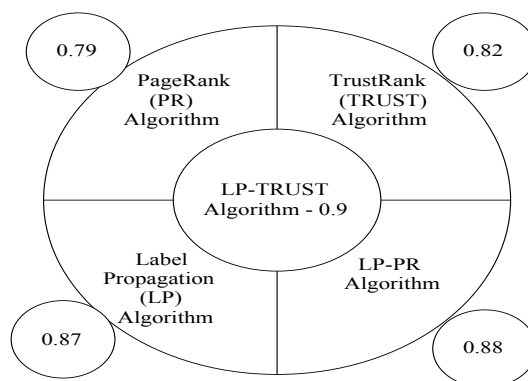 0.79
0.82
PageRank
(PR)
Algorithm
TrustRank
(TRUST)
Algorithm
LP-TRUST
Algorithm - 0.9
Label
Propagation
(LP)
Algorithm
LP-PR
Algorithm
0.87
0.88